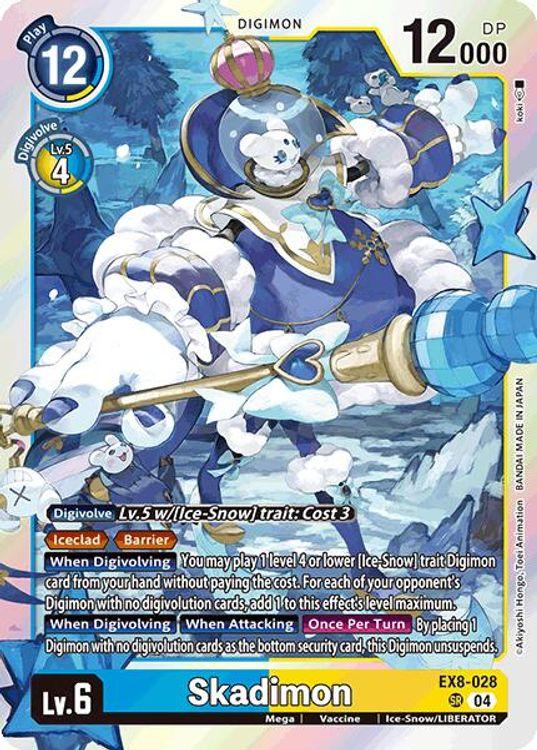 Play
12
DIGIMON
DP
12000
Digivolve
Lv.5
4
koki
©Akiyoshi Hongo, Toei Animation BANDAI MADE IN JAPAN
Digivolve Lv.5 w/[Ice-Snow] trait: Cost 3
Iceclad Barrier
When Digivolving You may play 1 level 4 or lower [Ice-Snow] trait Digimon
card from your hand without paying the cost. For each of your opponent's
Digimon with no digivolution cards, add 1 to this effect's level maximum.
When Digivolving When Attacking Once Per Turn By placing 1
Digimon with no digivolution cards as the bottom security card, this Digimon unsuspends.
Lv.6
Skadimon
EX8-028
SR 04
Mega | Vaccine | Ice-Snow/LIBERATOR